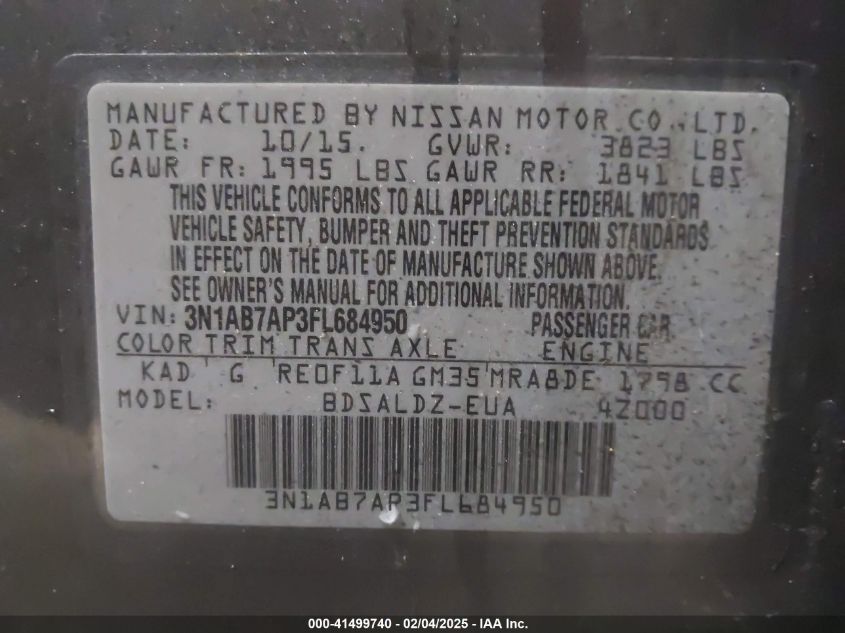 MANUFACTURED BY NISSAN MOTOR CO.,LTD.
DATE: 10/15. GVWR: 3823 LBS
GAWR FR: 1995 LBS GAWR RR: 1841 LBS
THIS VEHICLE CONFORMS TO ALL APPLICABLE FEDERAL MOTOR
VEHICLE SAFETY, BUMPER AND THEFT PREVENTION STANDARDS
IN EFFECT ON THE DATE OF MANUFACTURE SHOWN ABOVE.
SEE OWNER'S MANUAL FOR ADDITIONAL INFORMATION.
VIN: 3N1AB7AP3FL684950 PASSENGER CAR
COLOR TRIM TRANS AXLE ENGINE
KAD G RE0F11A GM35 MRA8DE 1798 CC
MODEL: BDSALDZ-EUA 42000
3N1AB7AP3FL684950
000-41499740 - 02/04/2025 - IAA Inc.